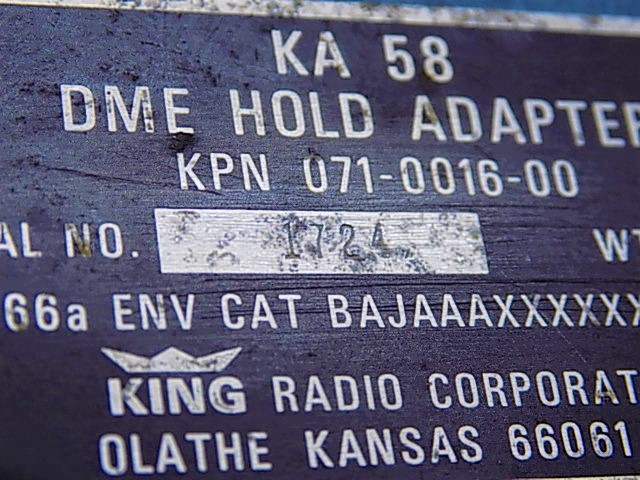 KA 58
DME HOLD ADAPTER
KPN 071-0016-00
AL NO. 1724 WT
66a ENV CAT BAJAAAXXXXXX
KING RADIO CORPORAT
OLATHE KANSAS 66061